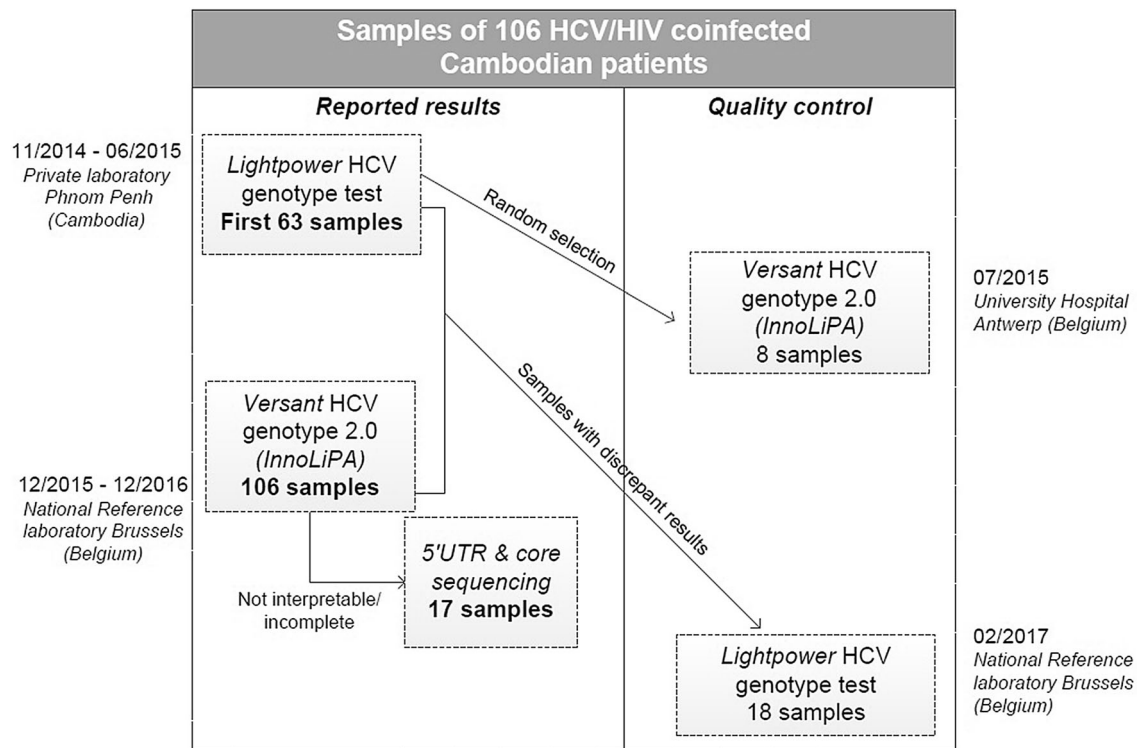 Samples of 106 HCV/HIV coinfected
Cambodian patients
Reported results
Quality control
11/2014 - 06/2015
Private laboratory
Phnom Penh
(Cambodia)
Lightpower HCV
genotype test
First 63 samples
Random selection
Versant HCV
genotype 2.0
(InnoLiPA)
8 samples
07/2015
University Hospital
Antwerp (Belgium)
Samples with discrepant results
12/2015 - 12/2016
National Reference
laboratory Brussels
(Belgium)
Versant HCV
genotype 2.0
(InnoLiPA)
106 samples
Not interpretable/
incomplete
5'UTR & core
sequencing
17 samples
Lightpower HCV
genotype test
18 samples
02/2017
National Reference
laboratory Brussels
(Belgium)